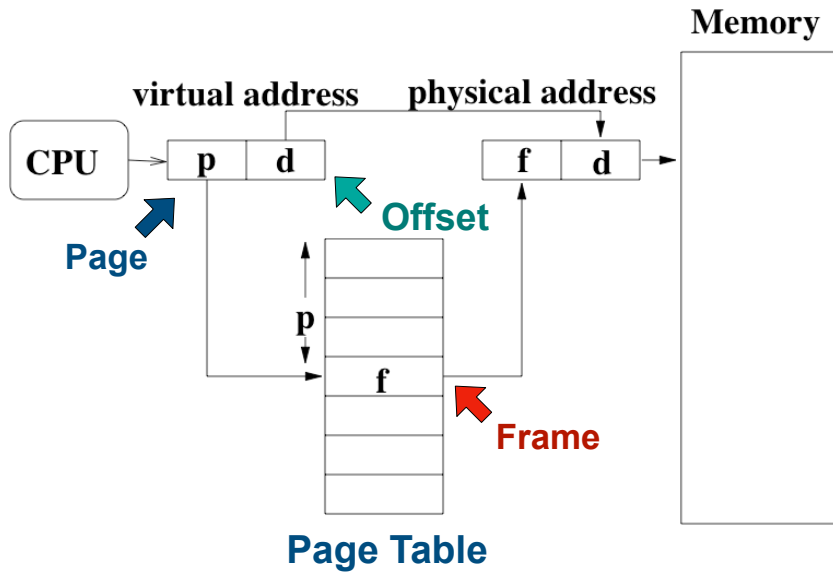 Memory
virtual address
physical address
CPU
p
d
f
d
Page
Offset
p
f
Frame
Page Table